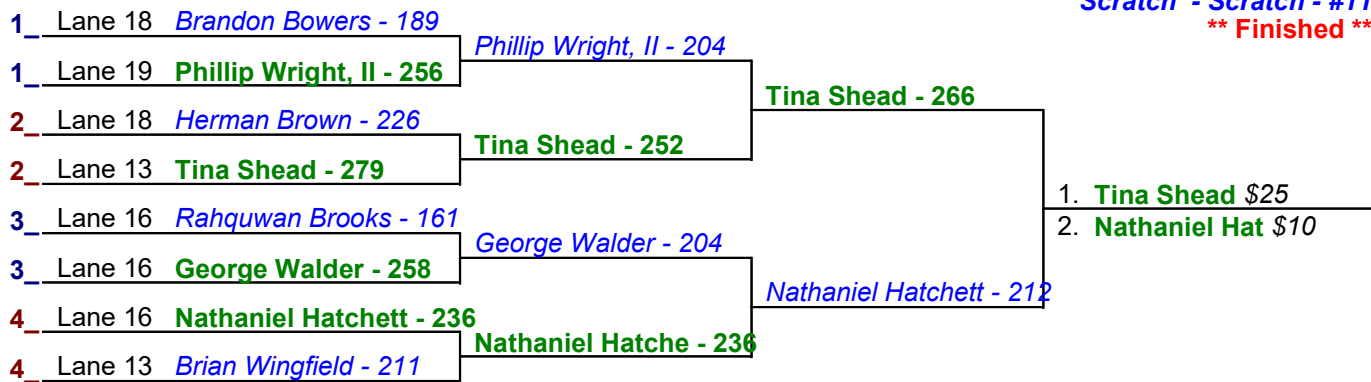 Scratch - Scratch - #11
** Finished **
1_ Lane 18 Brandon Bowers - 189
1_ Lane 19 Phillip Wright, II - 256
2_ Lane 18 Herman Brown - 226
2_ Lane 13 Tina Shead - 279
3_ Lane 16 Rahquwan Brooks - 161
3_ Lane 16 George Walder - 258
4_ Lane 16 Nathaniel Hatchett - 236
4_ Lane 13 Brian Wingfield - 211
Phillip Wright, II - 204
Tina Shead - 252
George Walder - 204
Nathaniel Hatche - 236
Tina Shead - 266
Nathaniel Hatchett - 212
1. Tina Shead $25
2. Nathaniel Hat $10